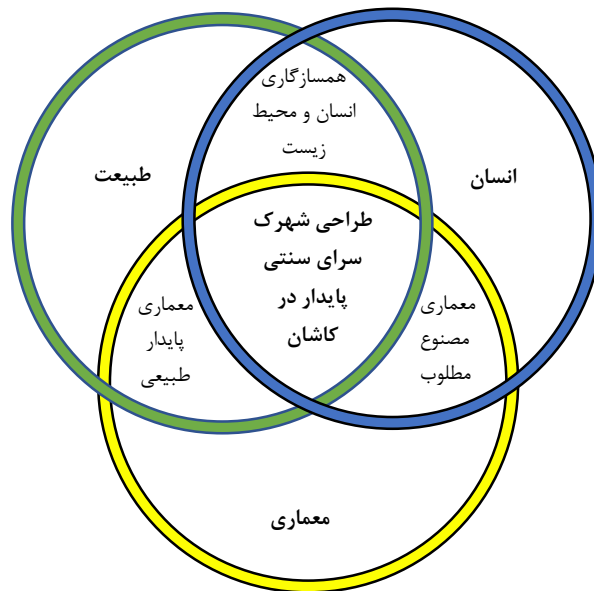 همسازگاری
انسان و محیط
زیست
انسان
طبیعت
طراحی شهرک
سرای سنتی
پایدار در
کاشان
معماری
مصنوع
مطلوب
معماری
پایدار
طبیعی
معماری